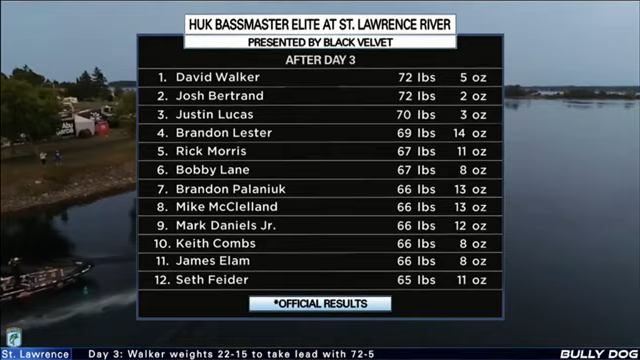 HUK BASSMASTER ELITE AT ST. LAWRENCE RIVER
PRESENTED BY BLACK VELVET
AFTER DAY 3
1. David Walker 72 lbs 5 oz
2. Josh Bertrand 72 lbs 2 oz
3. Justin Lucas 70 lbs 3 oz
4. Brandon Lester 69 lbs 14 oz
5. Rick Morris 67 lbs 11 oz
6. Bobby Lane 67 lbs 8 oz
7. Brandon Palaniuk 66 lbs 13 oz
8. Mike McClelland 66 lbs 13 oz
9. Mark Daniels Jr. 66 lbs 12 oz
10. Keith Combs 66 lbs 8 oz
11. James Elam 66 lbs 8 oz
12. Seth Feider 65 lbs 11 oz
*OFFICIAL RESULTS
St. Lawrence Day 3: Walker weights 22-15 to take lead with 72-5 BULLY DOG